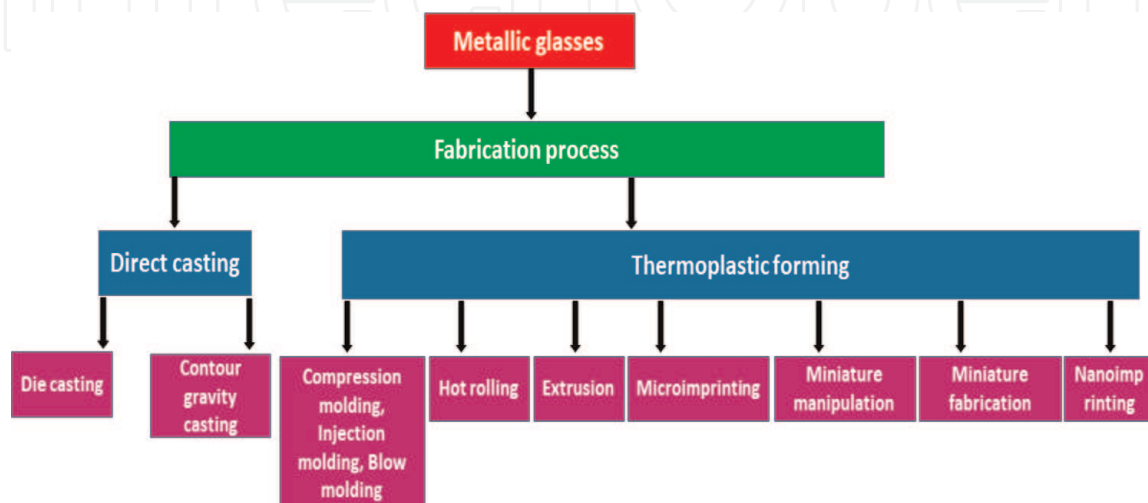 Metallic glasses
Fabrication process
Direct casting
Thermoplastic forming
Die casting
Contour
gravity
casting
Compression
molding,
Injection
molding, Blow
molding
Hot rolling
Extrusion
Microimprinting
Miniature
manipulation
Miniature
fabrication
Nanoimp
rinting